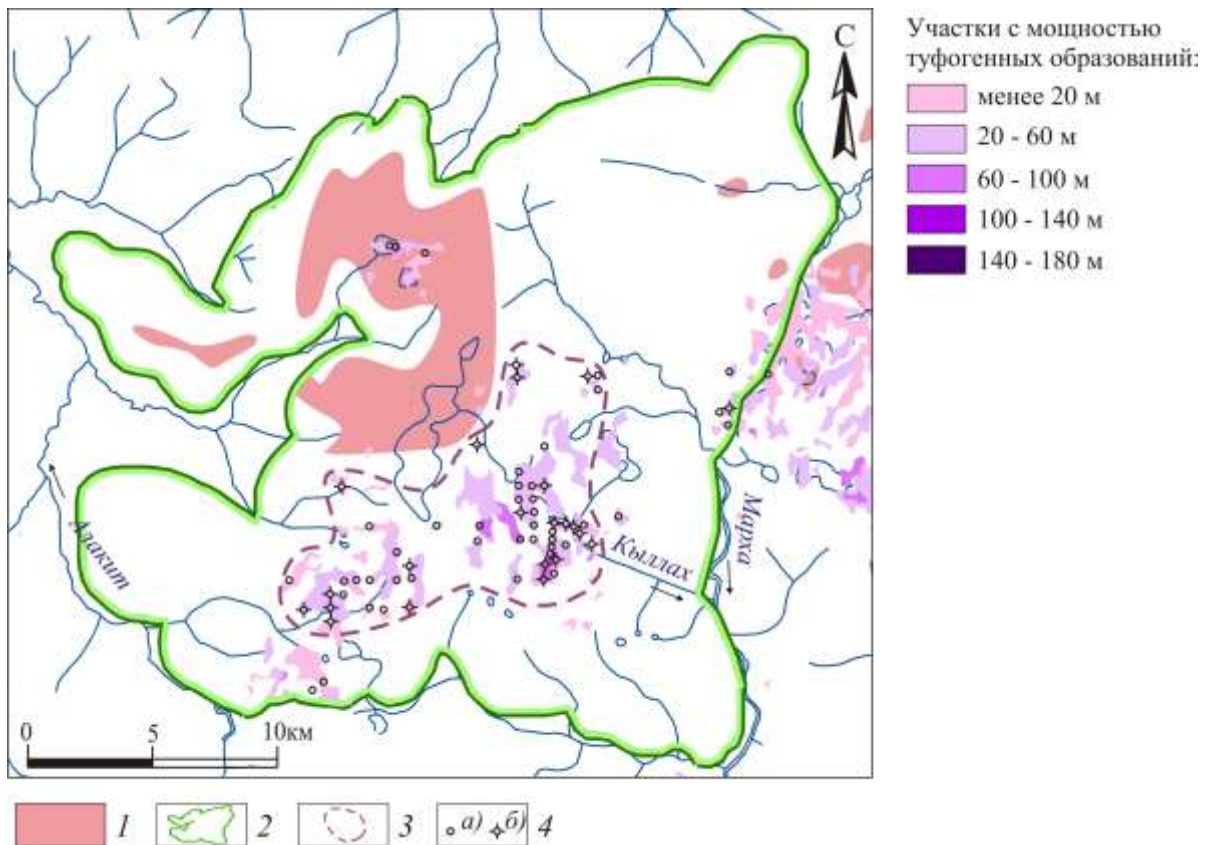 Участки с мощностью
туфогенных образований:
менее 20 м
20 - 60 м
60 - 100 м
100 - 140 м
140 - 180 м
С
Алакит
Кыллах
Марха
0 5 10км
1 2 3 а) б) 4